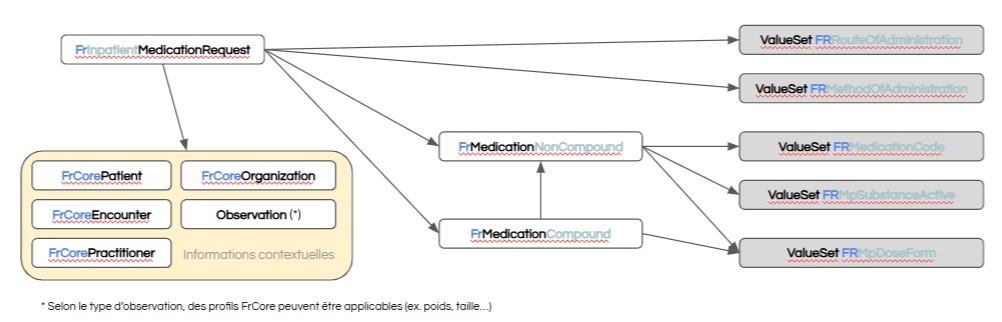 FrInpatientMedicationRequest
ValueSet FRRouteOfAdministration
ValueSet FRMethodOfAdministration
FrMedicationNonCompound
ValueSet FRMedicationCode
FrCorePatient
FrCoreOrganization
ValueSet FRMpSubstanceActive
FrCoreEncounter
Observation (*)
FrMedicationCompound
FrCorePractitioner
Informations contextuelles
ValueSet FRMpDoseForm
* Selon le type d'observation, des profils FrCore peuvent être applicables (ex. poids, taille...)